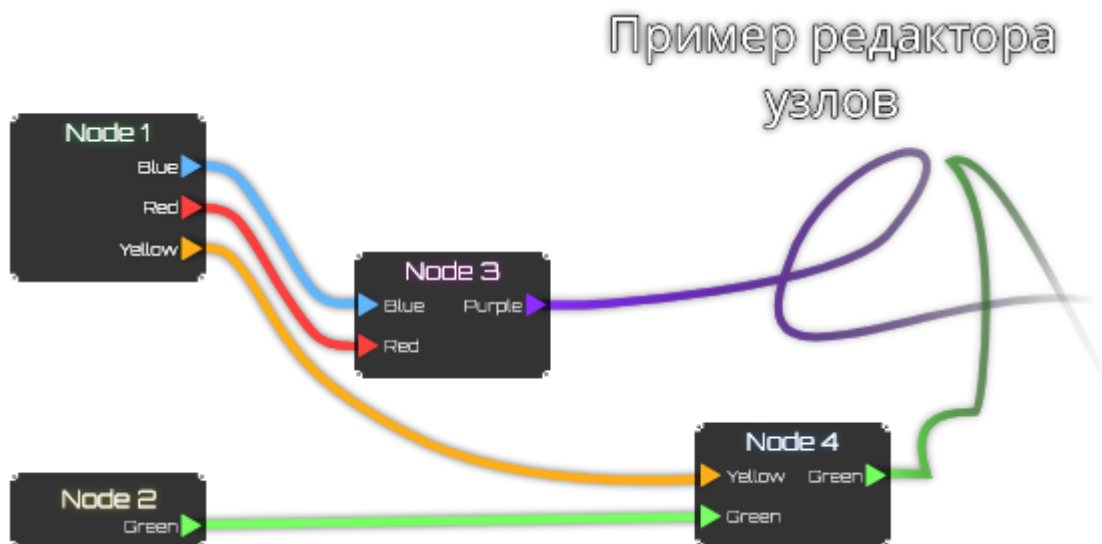 Пример редактора
узлов
Node 1
Blue
Red
Yellow
Node 3
Blue Purple
Red
Node 4
Yellow Green
Green
Node 2
Green